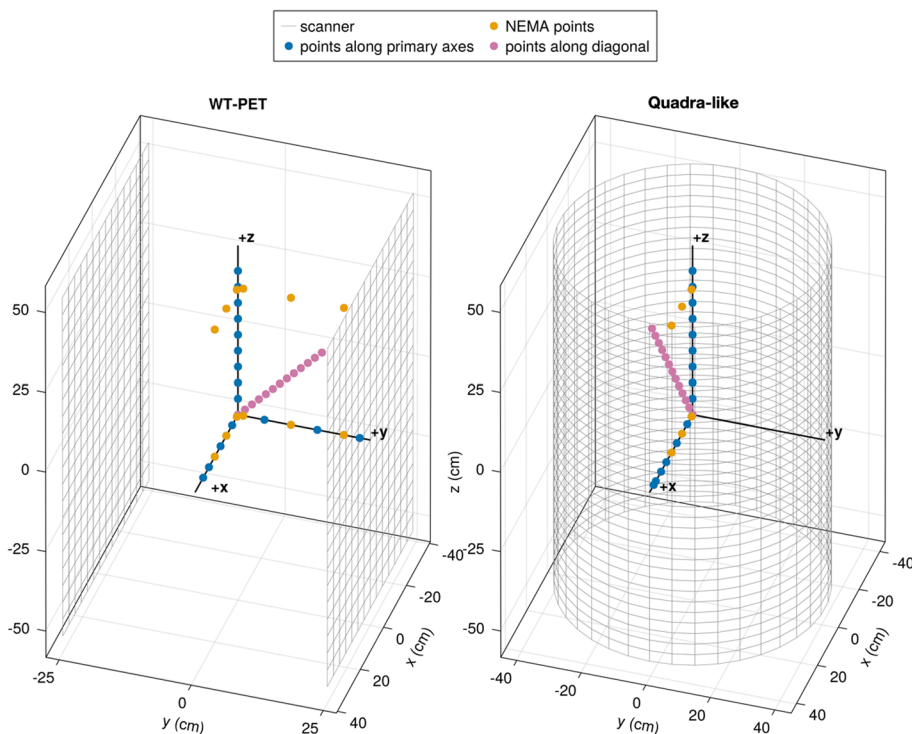 scanner
NEMA points
points along primary axes
points along diagonal
WT-PET
Quadra-like
+z
+z
50
50
25
25
+y
+y
0
0
+x
+x
z (cm)
-25
-25
-50
-50
-40
-20
0
20
40
x (cm)
-25
0
25
y (cm)
-40
-20
0
20
40
x (cm)
-40
-20
0
20
40
y (cm)